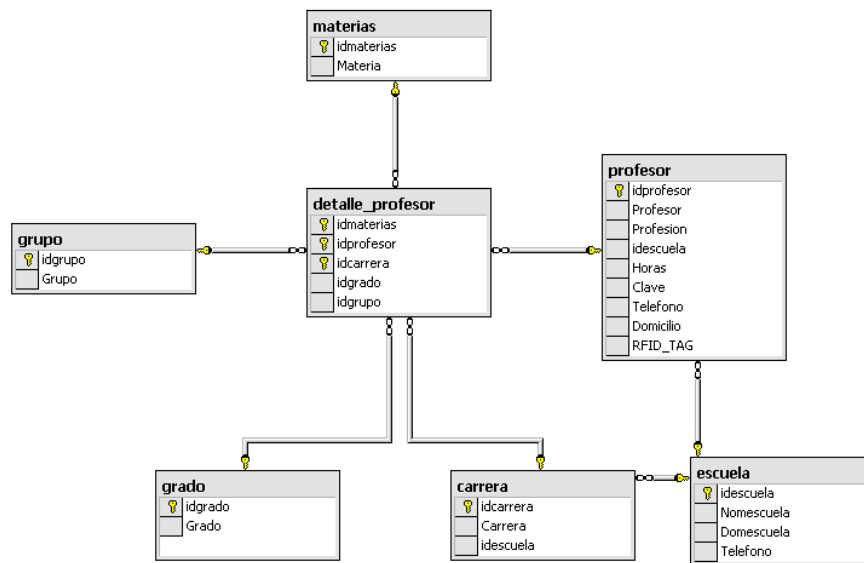 materias
idmaterias
Materia
detalle_profesor
idmaterias
idprofesor
idcarrera
idgrado
idgrupo
profesor
idprofesor
Profesor
Profesion
idescuela
Horas
Clave
Telefono
Domicilio
RFID_TAG
grupo
idgrupo
Grupo
grado
idgrado
Grado
carrera
idcarrera
Carrera
idescuela
escuela
idescuela
Nomescuela
Domescuela
Telefono